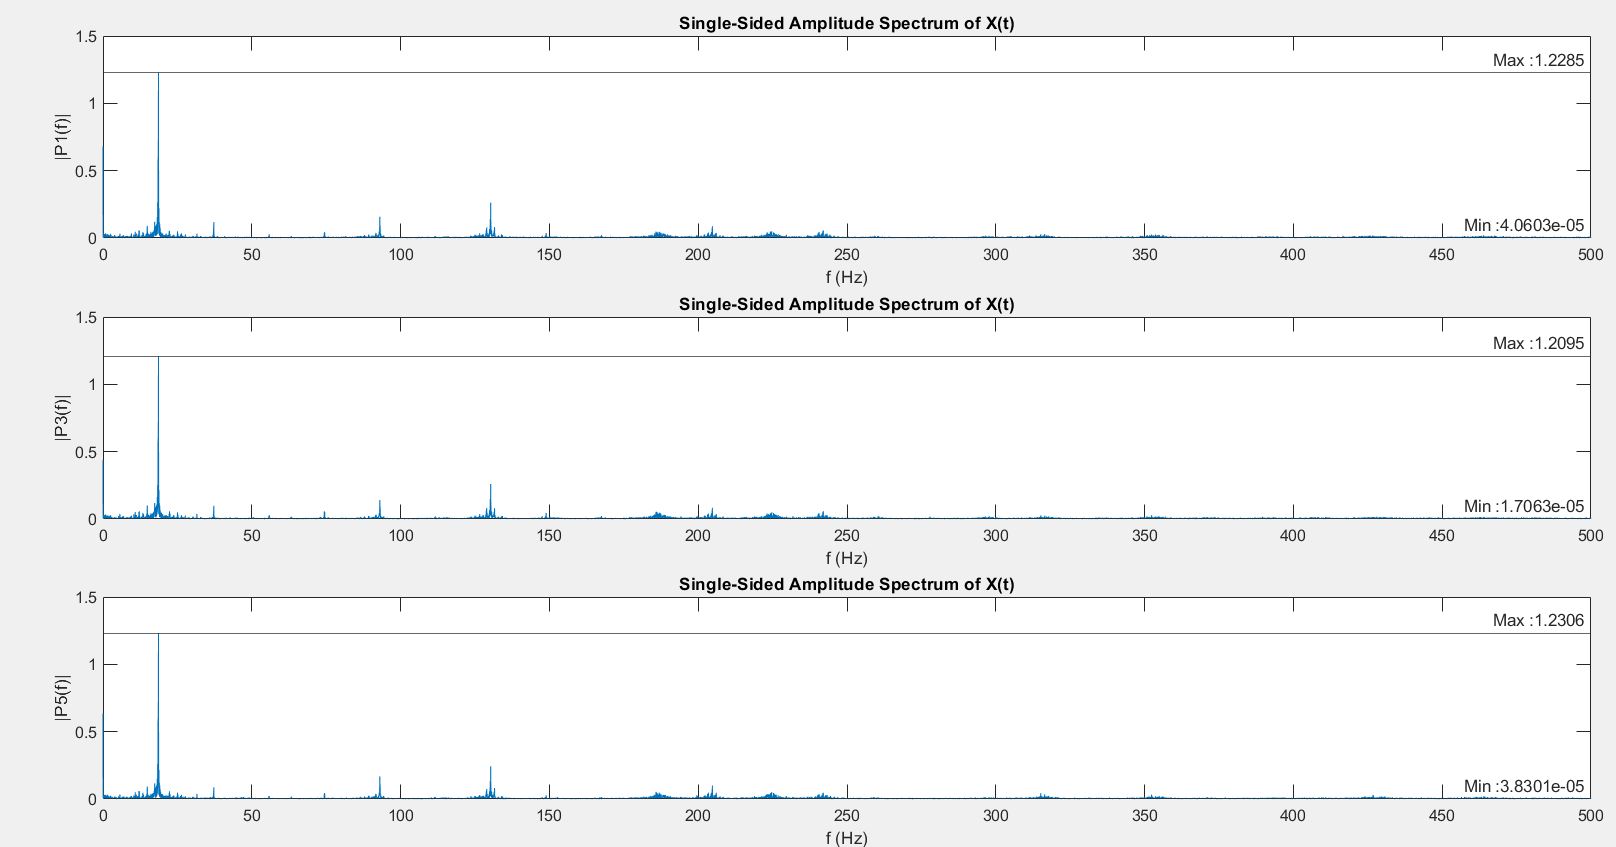 Single-Sided Amplitude Spectrum of X(t)
1.5
Max :1.2285
1
|P1(f)|
0.5
Min :4.0603e-05
0
0 50 100 150 200 250 300 350 400 450 500
f (Hz)
Single-Sided Amplitude Spectrum of X(t)
1.5
Max :1.2095
1
|P3(f)|
0.5
Min :1.7063e-05
0
0 50 100 150 200 250 300 350 400 450 500
f (Hz)
Single-Sided Amplitude Spectrum of X(t)
1.5
Max :1.2306
1
|P5(f)|
0.5
Min :3.8301e-05
0
0 50 100 150 200 250 300 350 400 450 500
f (Hz)